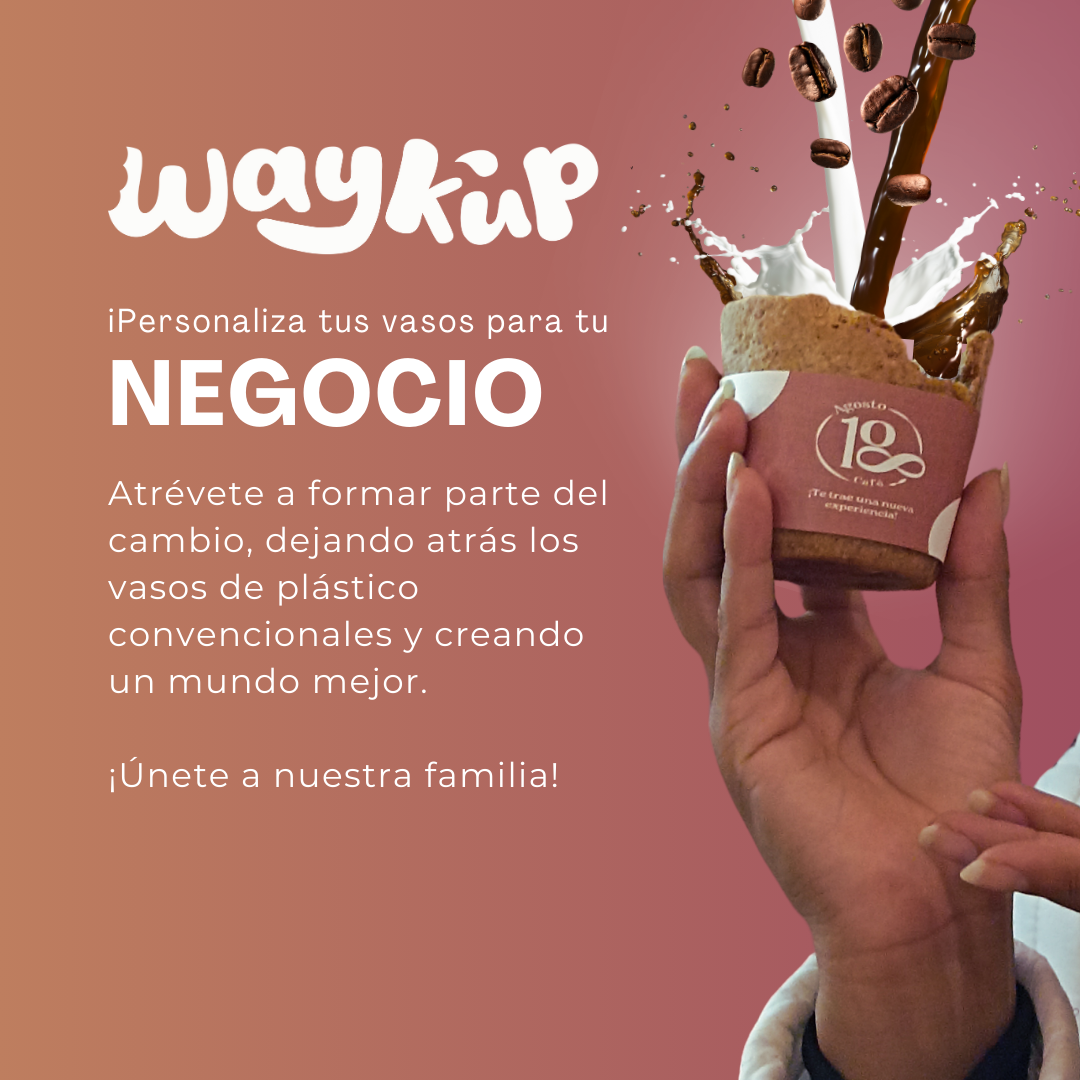 waykup
¡Personaliza tus vasos para tu
NEGOCIO
Atrévete a formar parte del
cambio, dejando atrás los
vasos de plástico
convencionales y creando
un mundo mejor.
¡Únete a nuestra familia!
Agosto
18
Café
¡Te trae una nueva
experiencia!